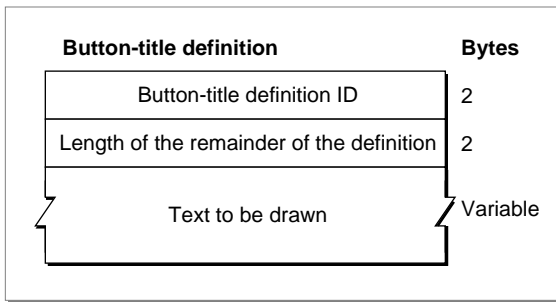 Button-title definition Bytes
Button-title definition ID 2
Length of the remainder of the definition 2
Text to be drawn Variable